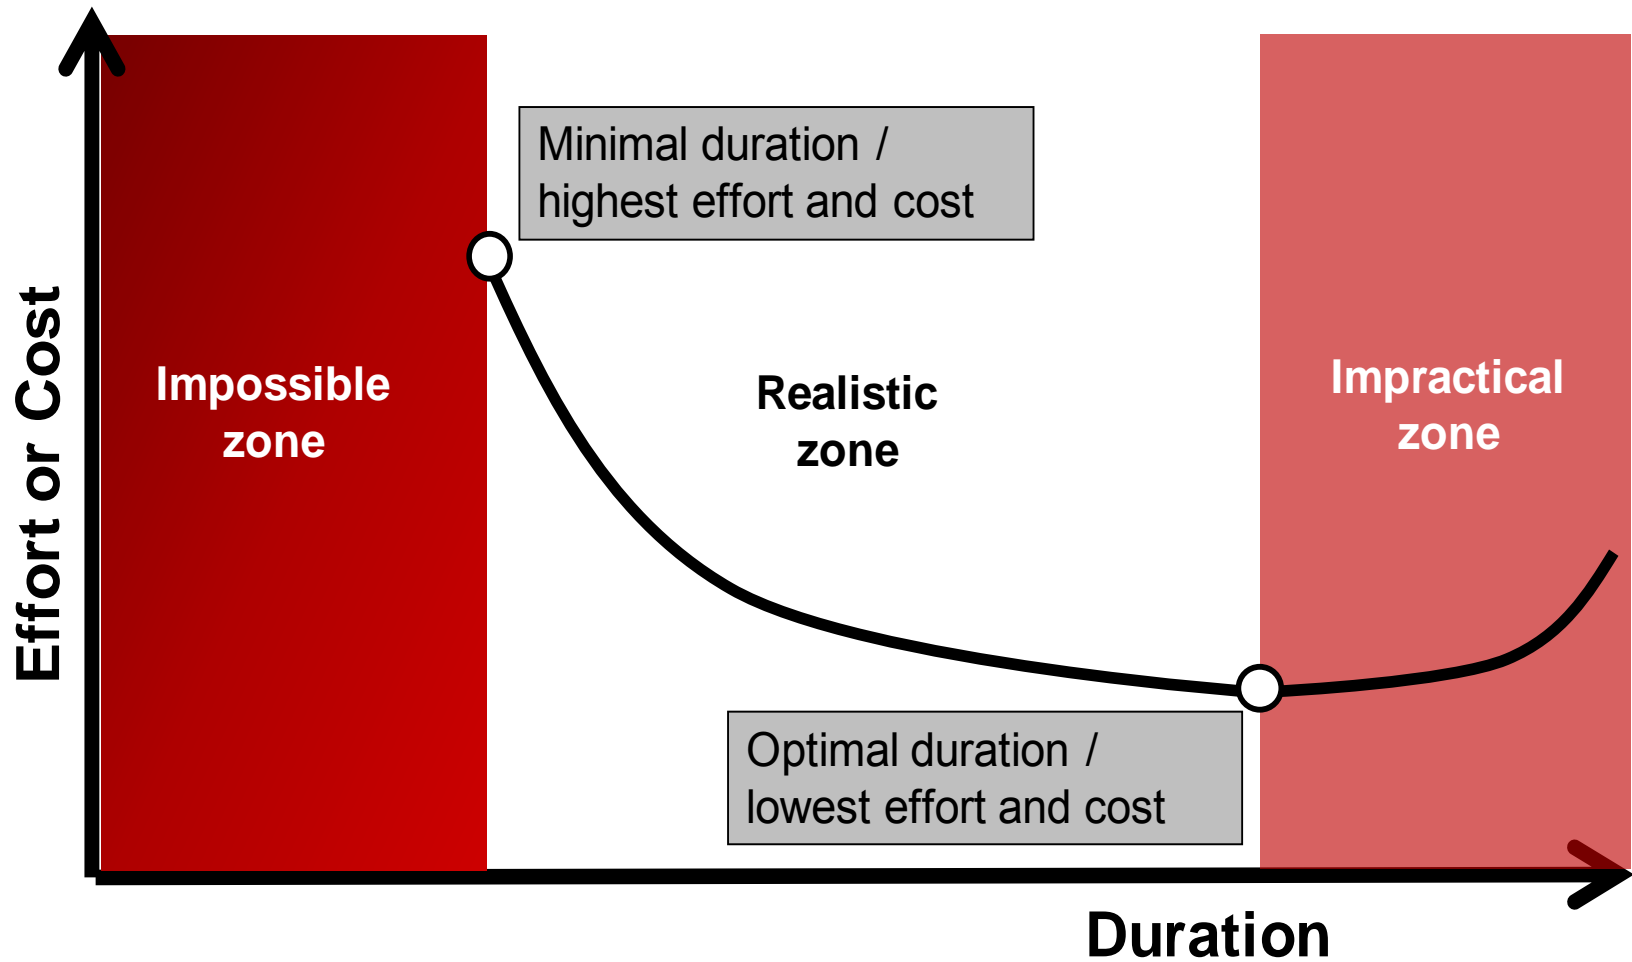 Minimal duration /
highest effort and cost
Impossible
zone
Realistic
zone
Impractical
zone
Effort or Cost
Optimal duration /
lowest effort and cost
Duration